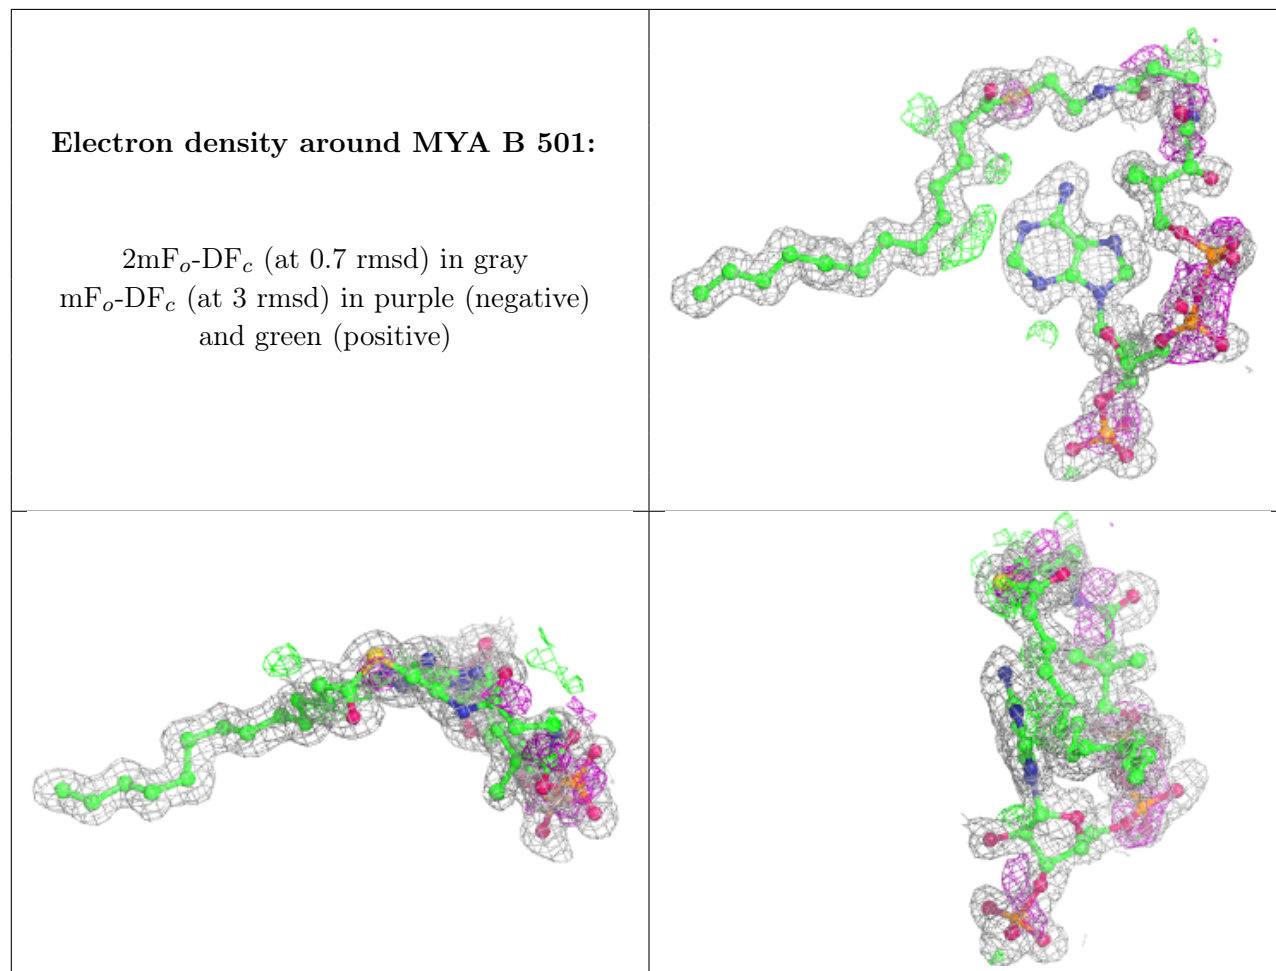 Electron density around MYA B 501:
2mFo-DFc (at 0.7 rmsd) in gray
mFo-DFc (at 3 rmsd) in purple (negative)
and green (positive)